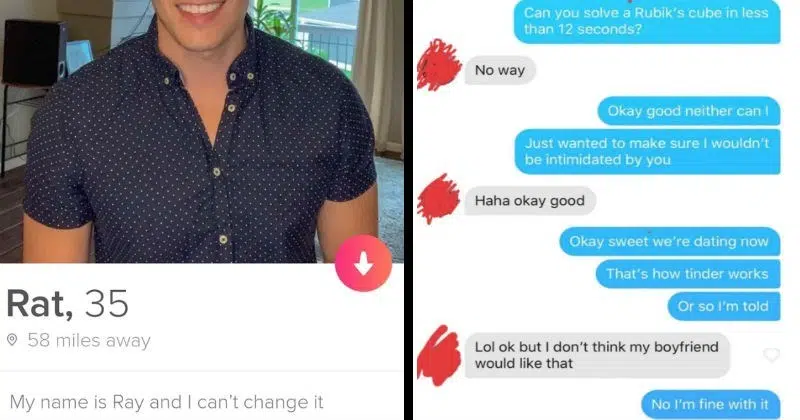 Rat, 35
58 miles away
My name is Ray and I can't change it
Can you solve a Rubik's cube in less
than 12 seconds?
No way
Okay good neither can I
Just wanted to make sure I wouldn't
be intimidated by you
Haha okay good
Okay sweet we're dating now
That's how tinder works
Or so I'm told
Lol ok but I don't think my boyfriend
would like that
No I'm fine with it